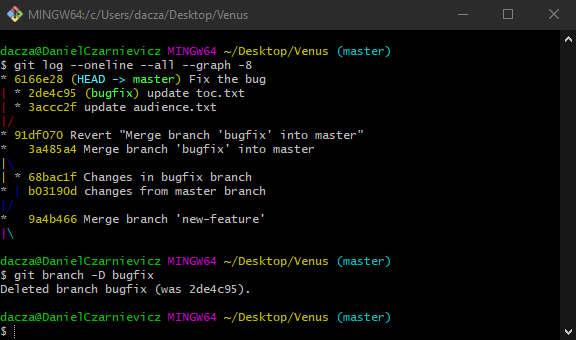 MINGW64:/c/Users/dacza/Desktop/Venus
dacza@DanielCzarnievicz MINGW64 ~/Desktop/Venus (master)
$ git log --oneline --all --graph -8
* 6166e28 (HEAD -> master) Fix the bug
| * 2de4c95 (bugfix) update toc.txt
| * 3accc2f update audience.txt
|/
* 91df070 Revert "Merge branch 'bugfix' into master"
*   3a485a4 Merge branch 'bugfix' into master
|\
| * 68bac1f Changes in bugfix branch
* | b03190d changes from master branch
|/
*   9a4b466 Merge branch 'new-feature'
|\
dacza@DanielCzarnievicz MINGW64 ~/Desktop/Venus (master)
$ git branch -D bugfix
Deleted branch bugfix (was 2de4c95).
dacza@DanielCzarnievicz MINGW64 ~/Desktop/Venus (master)
$